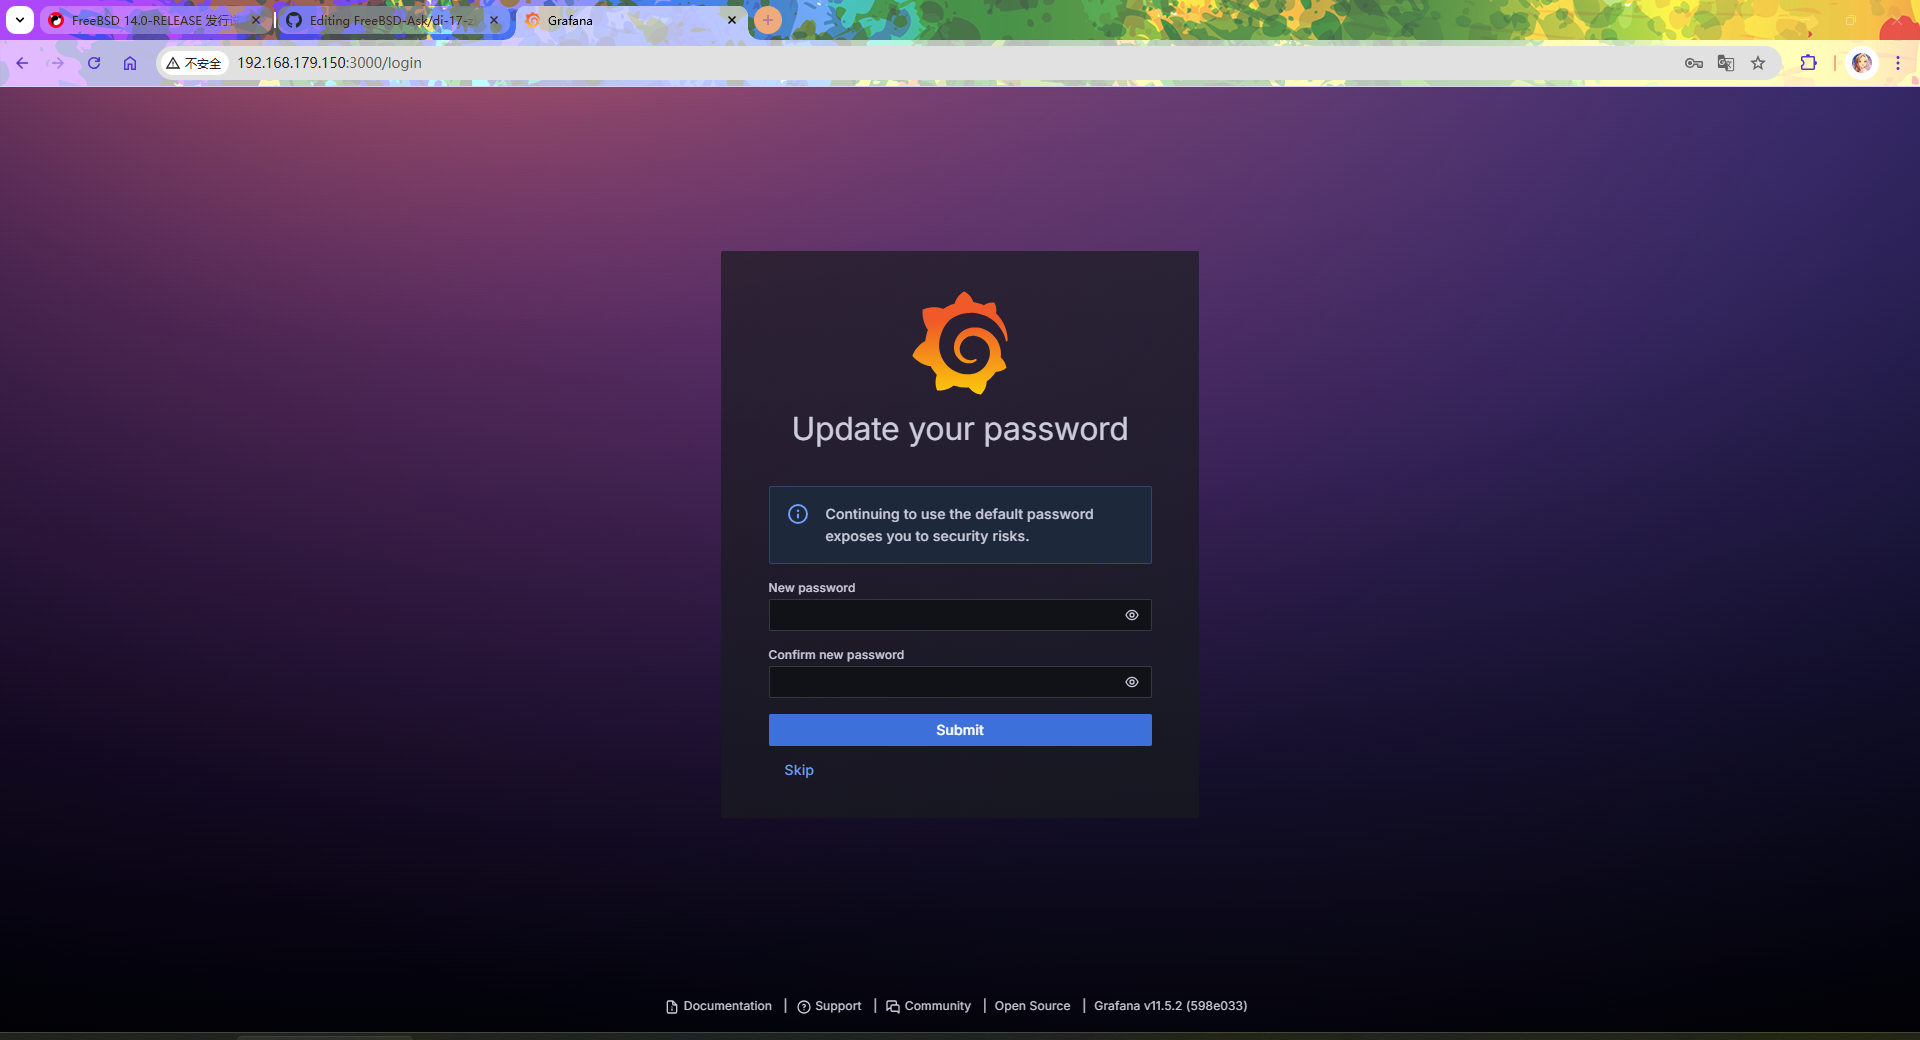 FreeBSD 14.0-RELEASE 发行
Editing FreeBSD-Ask/di-17-z
Grafana
不安全
192.168.179.150:3000/login
Update your password
Continuing to use the default password
exposes you to security risks.
New password
Confirm new password
Submit
Skip
Documentation | Support | Community | Open Source | Grafana v11.5.2 (598e033)